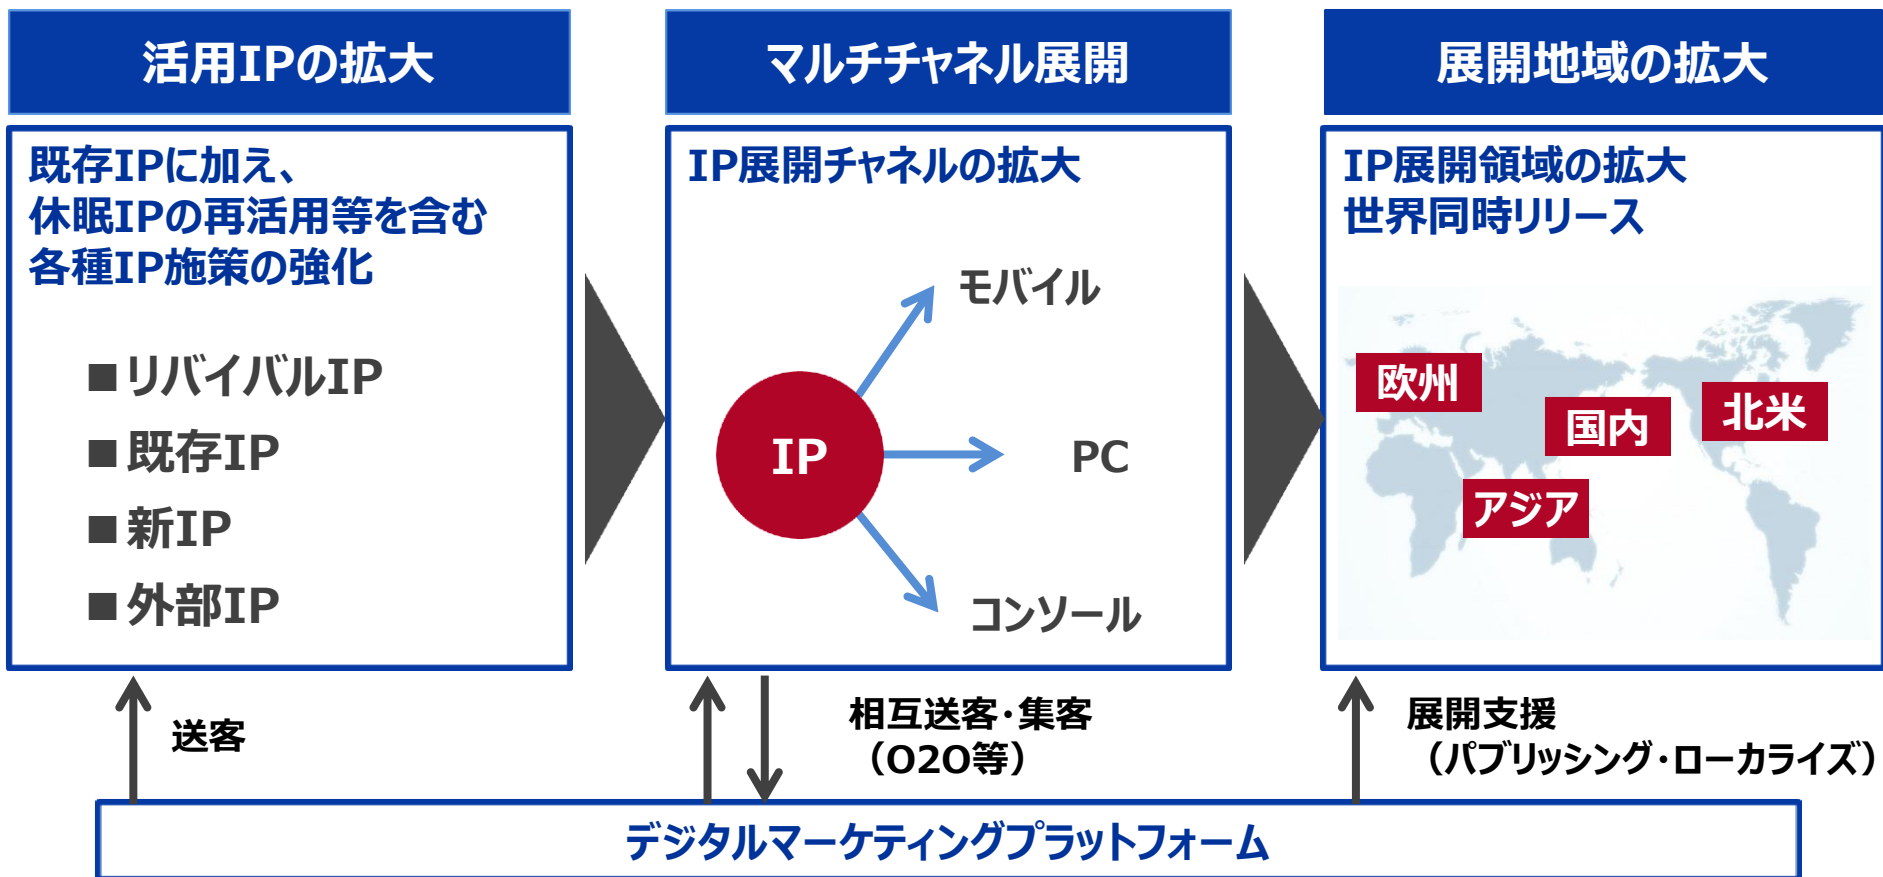 活用IPの拡大
既存IPに加え、
休眠IPの再活用等を含む
各種IP施策の強化
■リバイバルIP
■既存IP
■新IP
■外部IP
マルチチャネル展開
IP展開チャネルの拡大
IP
モバイル
PC
コンソール
展開地域の拡大
IP展開領域の拡大
世界同時リリース
欧州
国内
北米
アジア
送客
相互送客・集客
（O2O等）
展開支援
（パブリッシング・ローカライズ）
デジタルマーケティングプラットフォーム